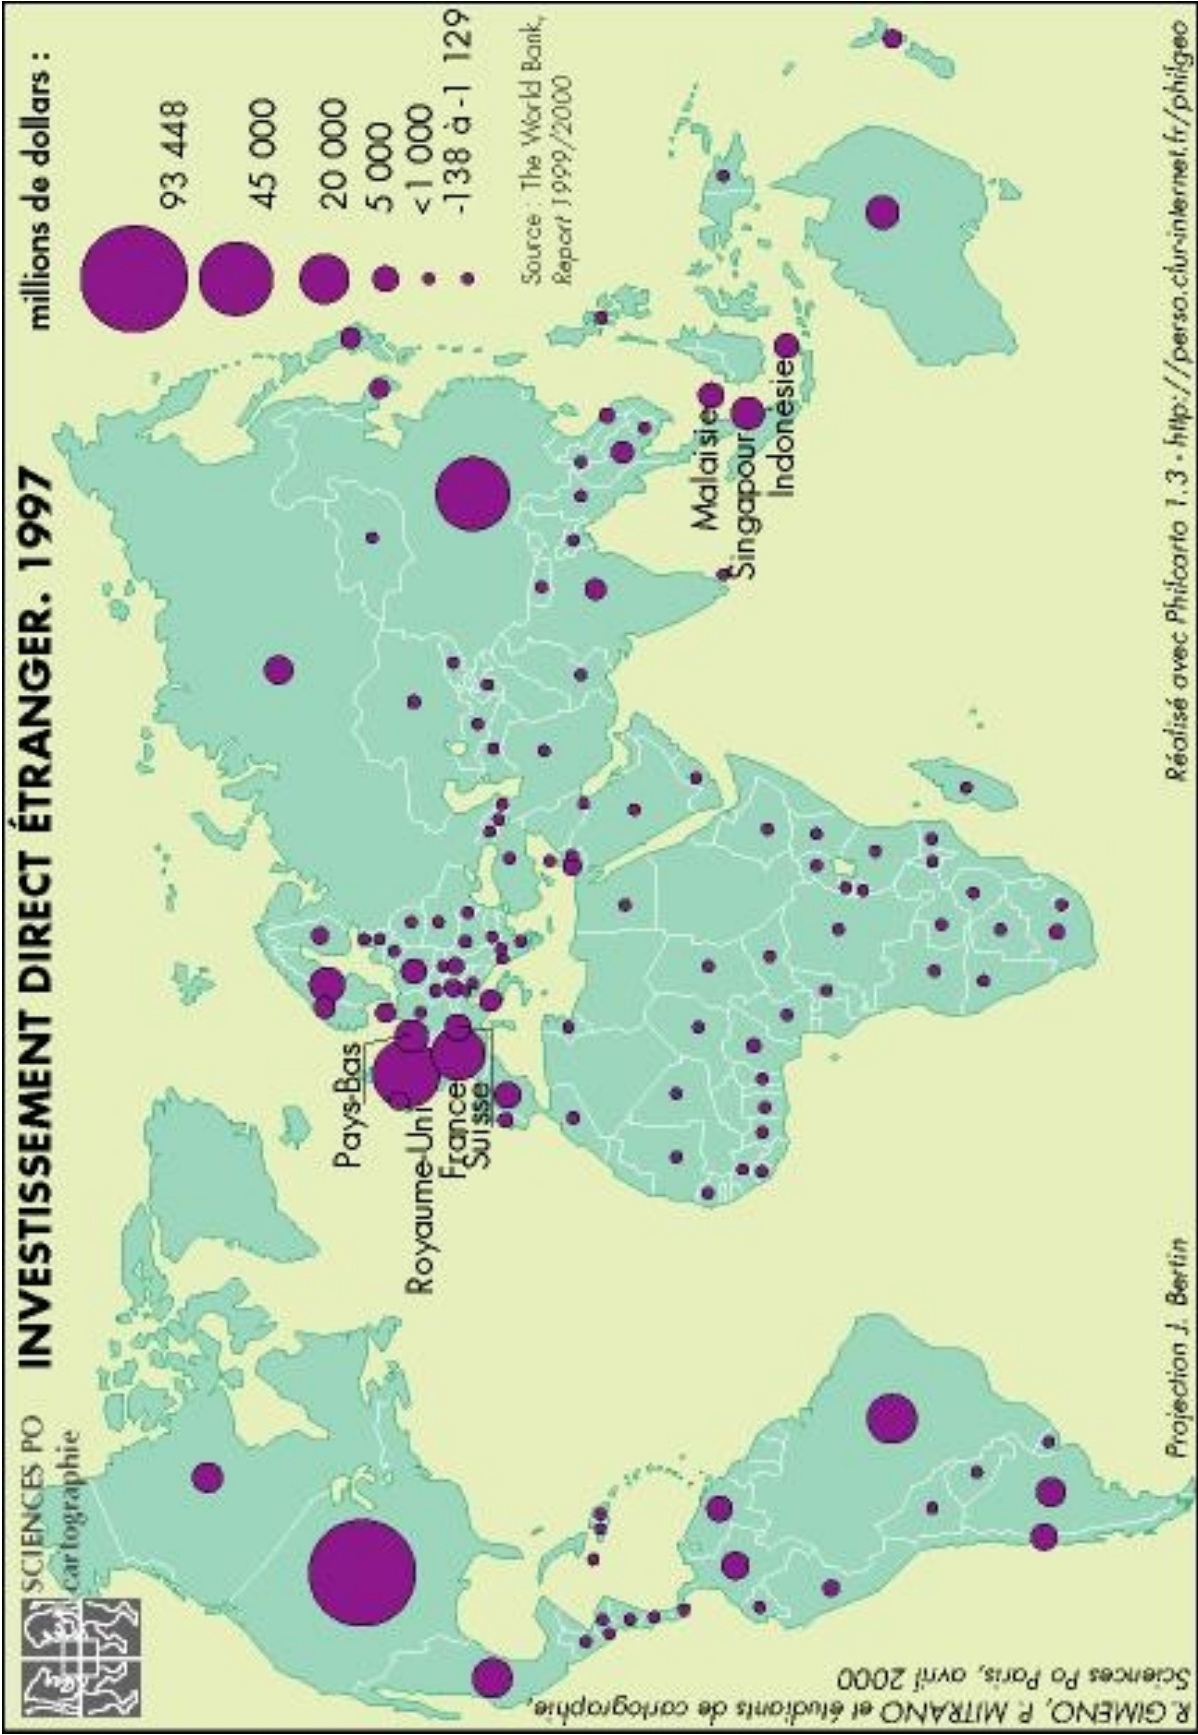 SCIENCES PO
cartographie
INVESTISSEMENT DIRECT ÉTRANGER. 1997
millions de dollars :
93 448
45 000
20 000
5 000
<1 000
-138 à -1 129
Source : The World Bank,
Report 1999/2000
Pays-Bas
Royaume-Uni
France
Suisse
Malaisie
Singapour
Indonésie
R. GIMENO, P. MITRANO et étudiants de cartographie,
Sciences Po Paris, avril 2000
Projection J. Bertin
Réalisé avec Philcarto 1.3 • http://perso.club-internet.fr/philgeo